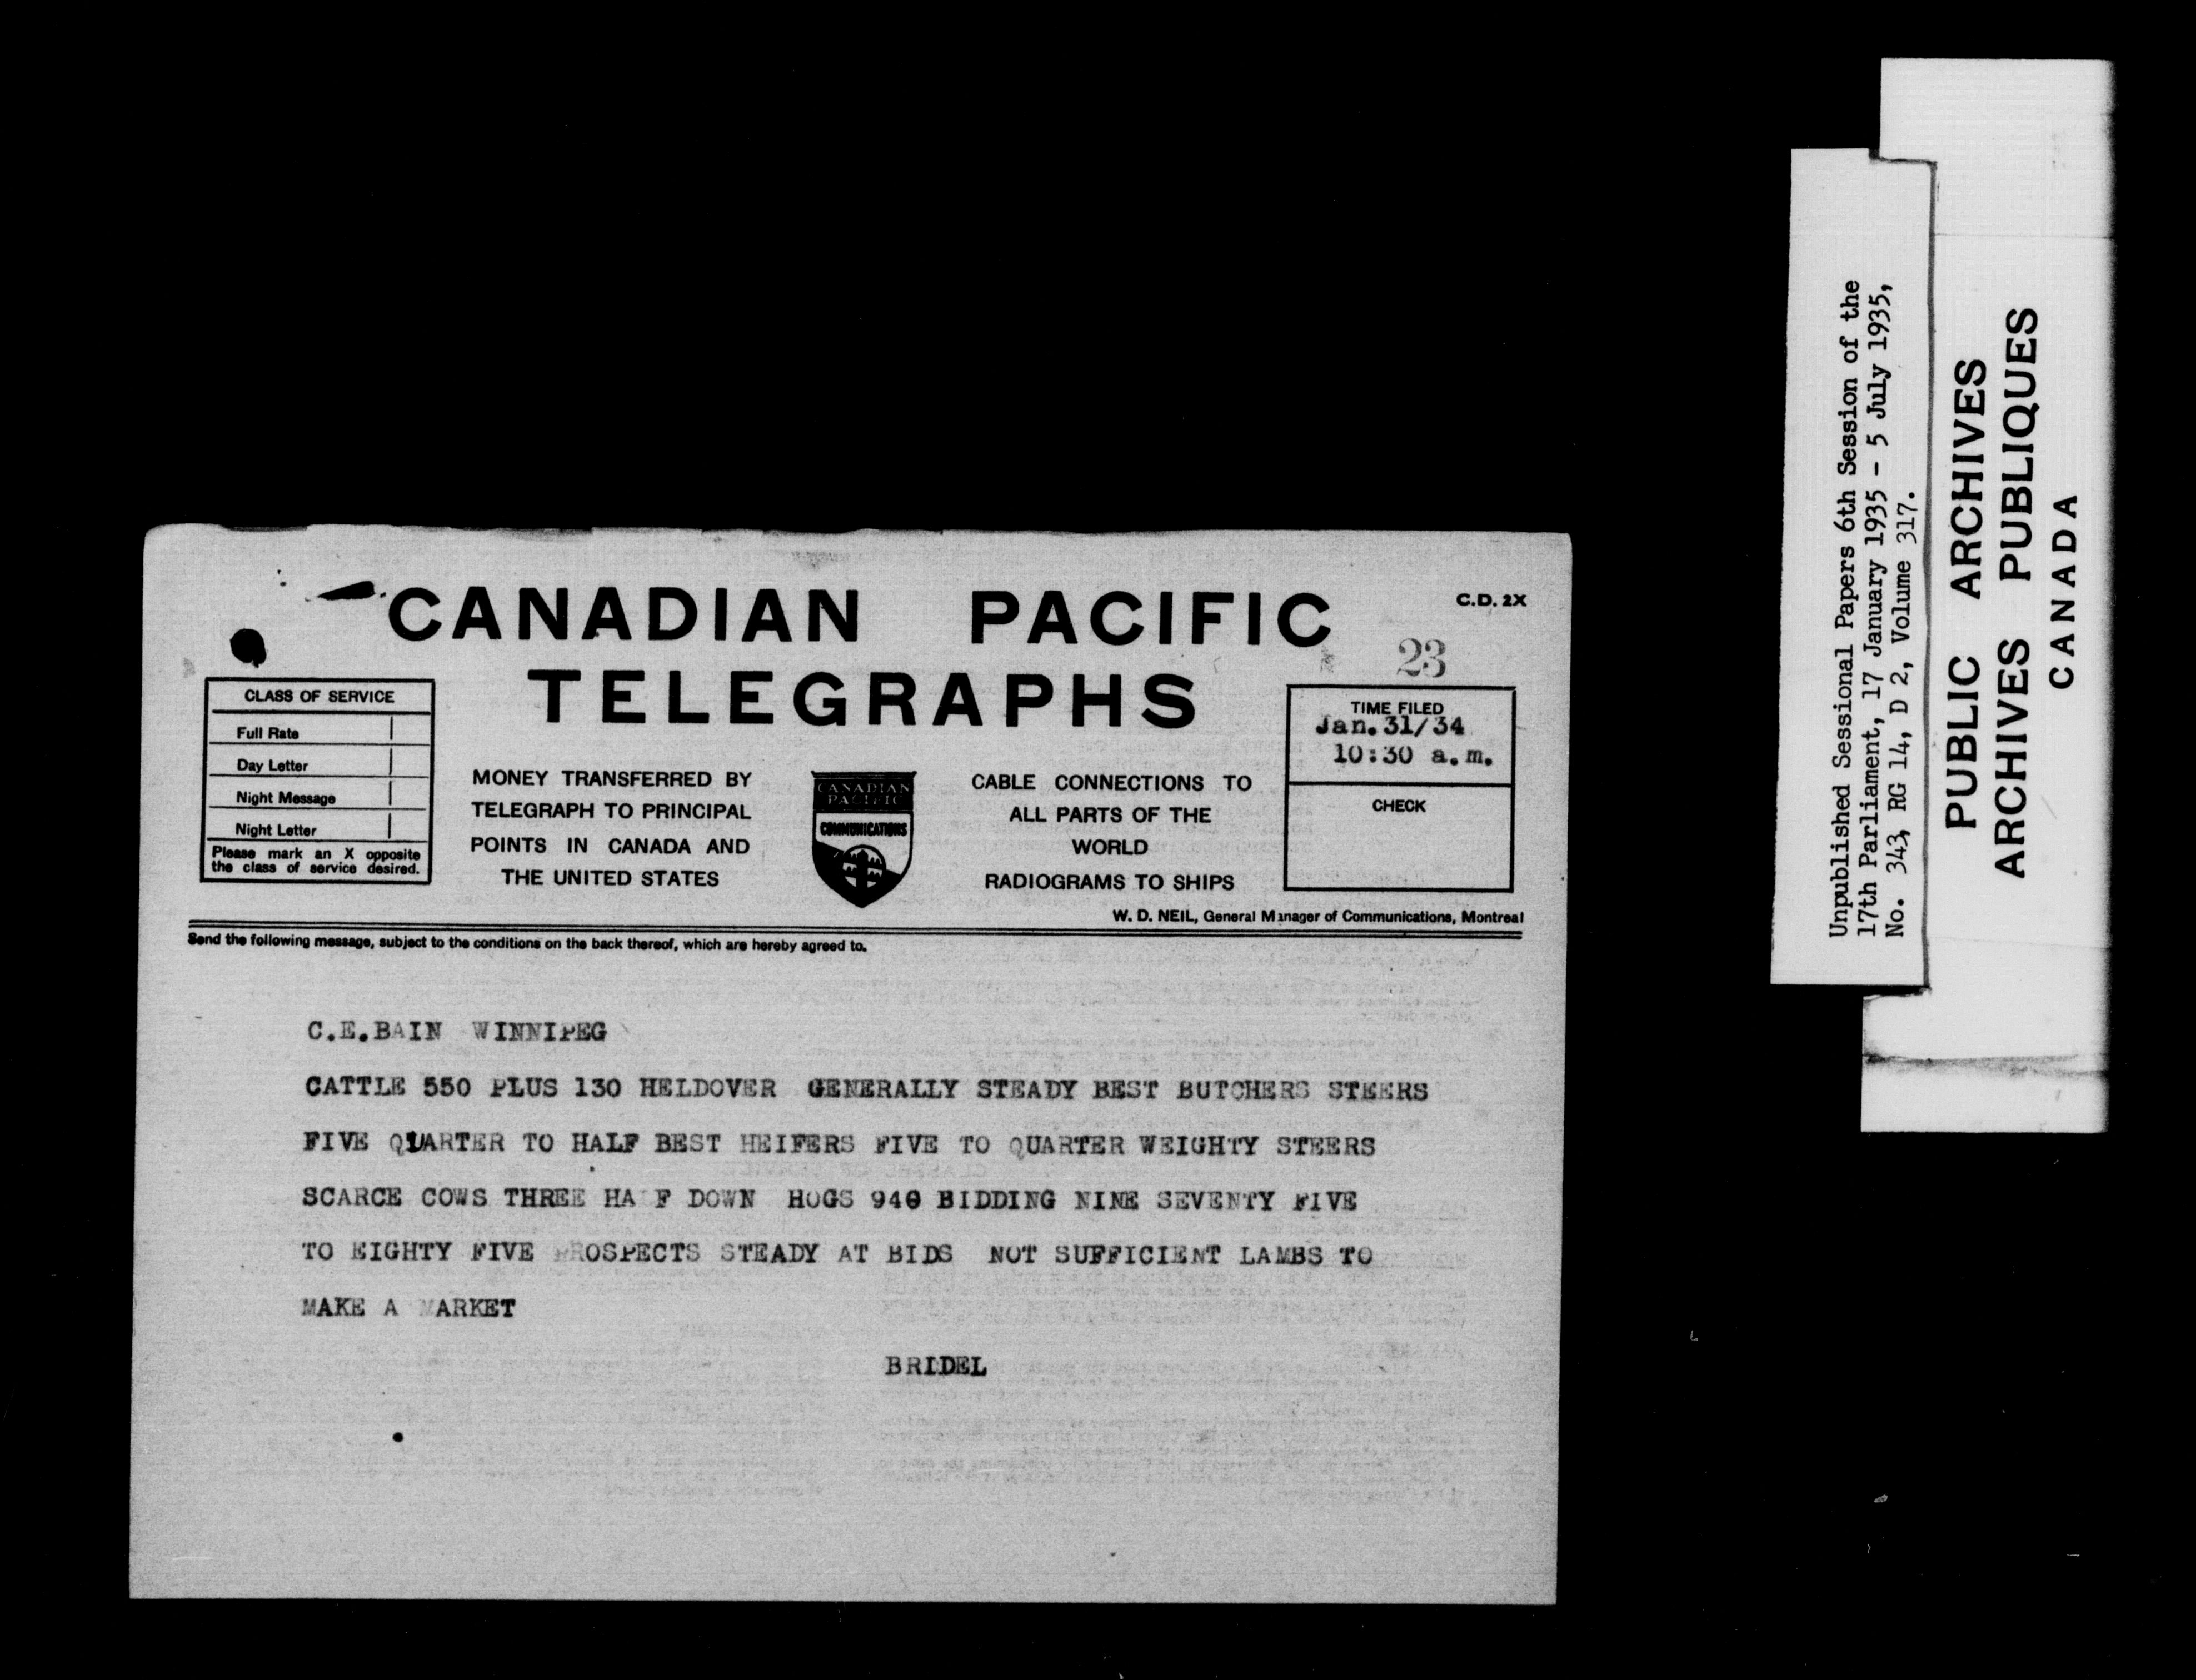 CANADIAN PACIFIC
TELEGRAPHS
C.D. 2X
23
CLASS OF SERVICE
Full Rate
Day Letter
Night Message
Night Letter
Please mark an X opposite
the class of service desired.
MONEY TRANSFERRED BY
TELEGRAPH TO PRINCIPAL
POINTS IN CANADA AND
THE UNITED STATES
CANADIAN
PACIFIC
COMMUNICATIONS
CABLE CONNECTIONS TO
ALL PARTS OF THE
WORLD
RADIOGRAMS TO SHIPS
TIME FILED
Jan.31/34
10:30 a.m.
CHECK
W. D. NEIL, General Manager of Communications, Montreal
Send the following message, subject to the conditions on the back thereof, which are hereby agreed to.
C.E.BAIN WINNIPEG
CATTLE 550 PLUS 130 HELDOVER GENERALLY STEADY BEST BUTCHERS STEERS
FIVE QUARTER TO HALF BEST HEIFERS FIVE TO QUARTER WEIGHTY STEERS
SCARCE COWS THREE HA F DOWN HOGS 940 BIDDING NINE SEVENTY FIVE
TO EIGHTY FIVE PROSPECTS STEADY AT BIDS NOT SUFFICIENT LAMBS TO
MAKE A MARKET
BRIDEL
Unpublished Sessional Papers 6th Session of the
17th Parliament, 17 January 1935 - 5 July 1935,
No. 343, RG 14, D 2, Volume 317.
PUBLIC ARCHIVES
ARCHIVES PUBLIQUES
CANADA